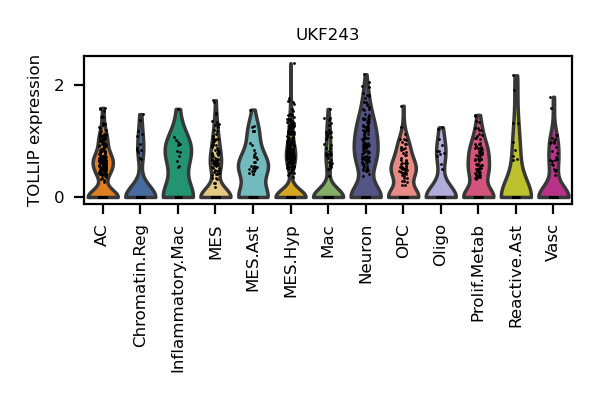 UKF243
TOLLIP expression
2
0
AC
Chromatin.Reg
Inflammatory.Mac
MES
MES.Ast
MES.Hyp
Mac
Neuron
OPC
Oligo
Prolif.Metab
Reactive.Ast
Vasc